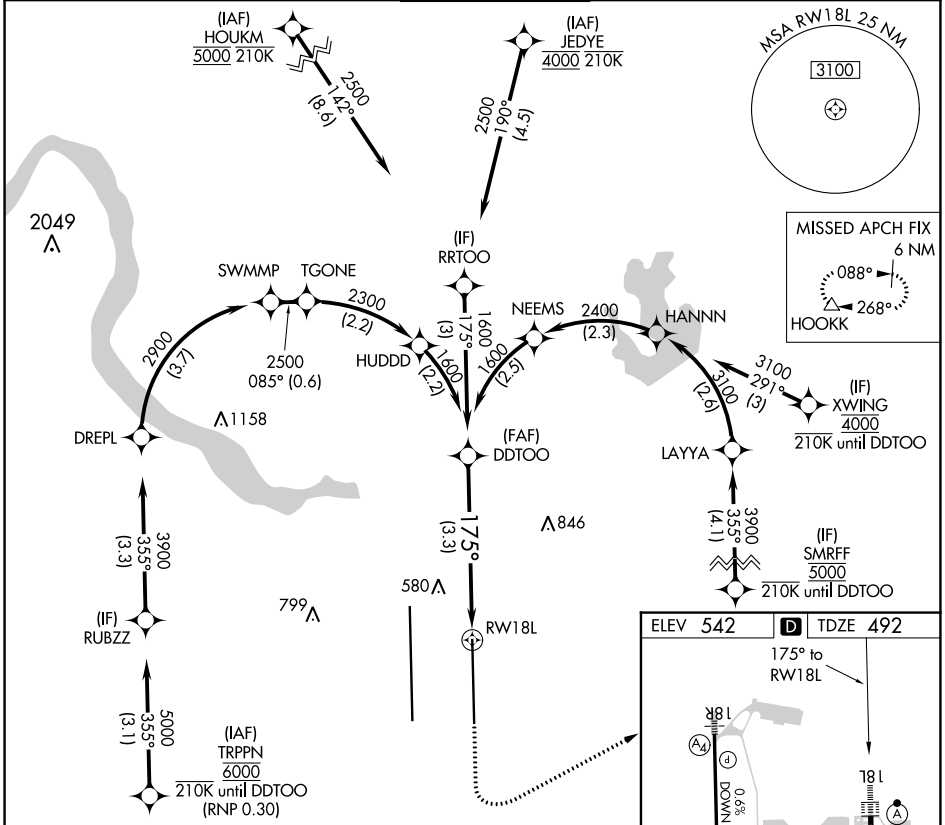 (IAF)
HOUKM
5000 210K
2500
142°
(8.6)
(IAF)
JEDYE
4000 210K
2500
190°
(4.5)
MSA RW18L 25 NM
3100
2049
MISSED APCH FIX
6 NM
088°
268°
HOOKK
(IF)
RRTOO
1600
175°
(3)
SWMMP
TGONE
2300
(2.2)
2500
085° (0.6)
HUDDD
1600
(2.2)
NEEMS
1600
(2.5)
2400
(2.3)
HANNN
3100
(2.6)
3100
291°
(3)
(IF)
XWING
4000
210K until DDTOO
2900
(3.7)
1158
DREPL
(FAF)
DDTOO
LAYYA
175°
(3.3)
846
3900
355°
(4.1)
(IF)
SMRFF
5000
210K until DDTOO
3900
355°
(3.3)
(IF)
RUBZZ
799
580
RW18L
5000
355°
(3.1)
(IAF)
TRPPN
6000
210K until DDTOO
(RNP 0.30)
ELEV 542
D
TDZE 492
175° to
RW18L
18R
A4
P
0.6%
DOWN
18L
A